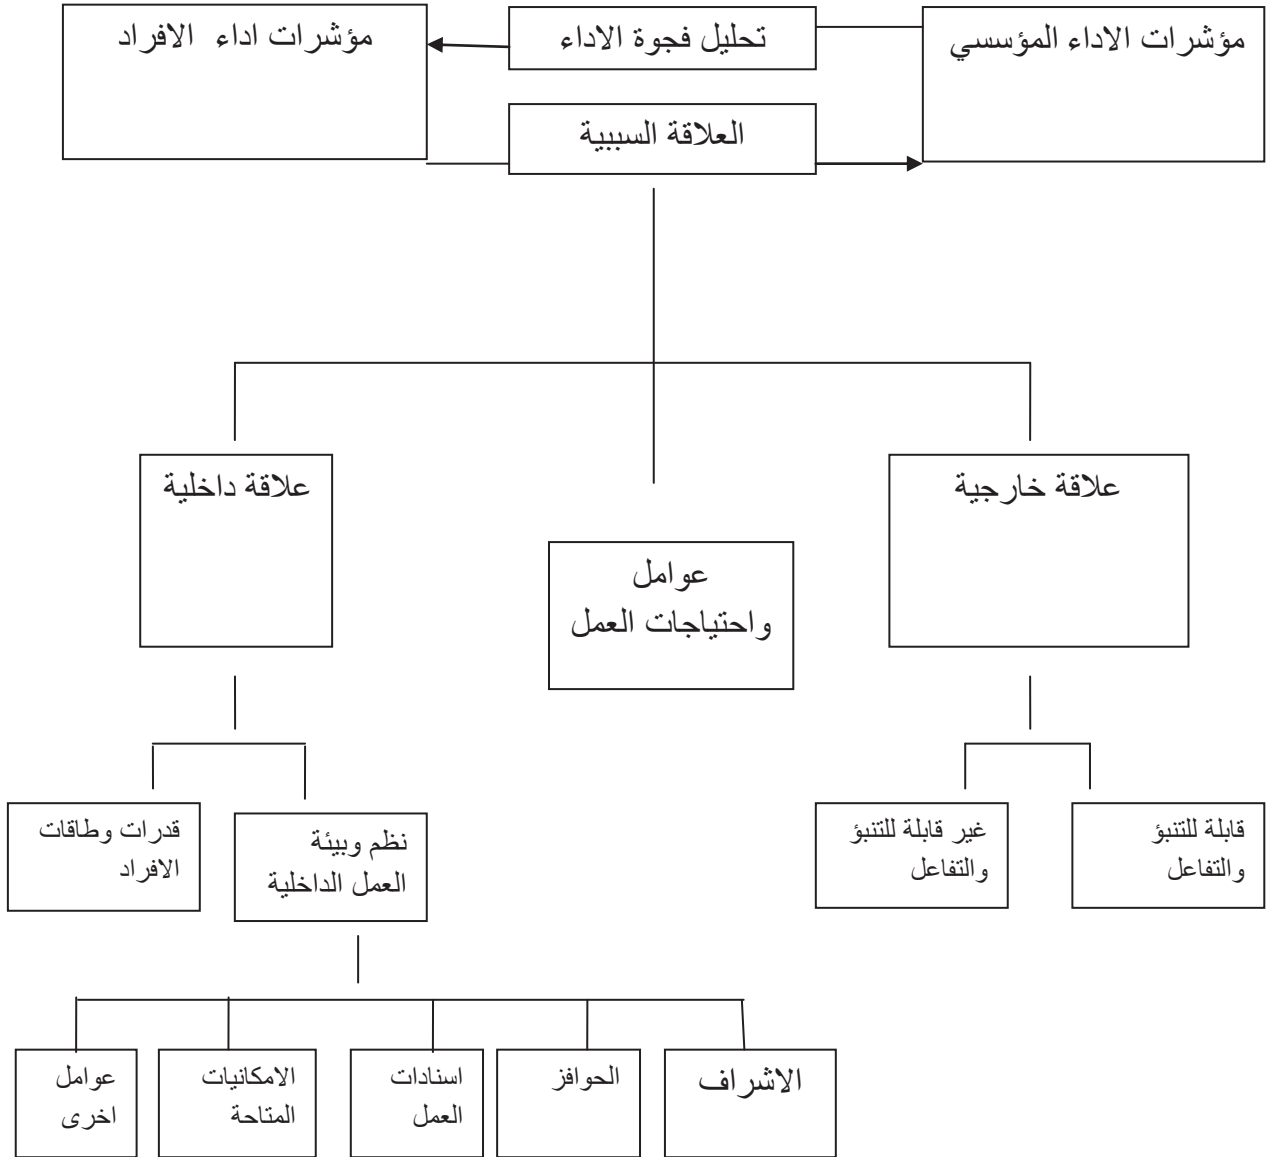 مؤشرات الاداء المؤسسي
تحليل فجوة الاداء
مؤشرات اداء الافراد
العلاقة السببية
علاقة خارجية
عوامل
واحتياجات العمل
علاقة داخلية
قابلة للتنبؤ
والتفاعل
غير قابلة للتنبؤ
والتفاعل
نظم وبيئة
العمل الداخلية
قدرات وطاقات
الافراد
الاشراف
الحوافز
اسنادات
العمل
الامكانيات
المتاحة
عوامل
اخرى